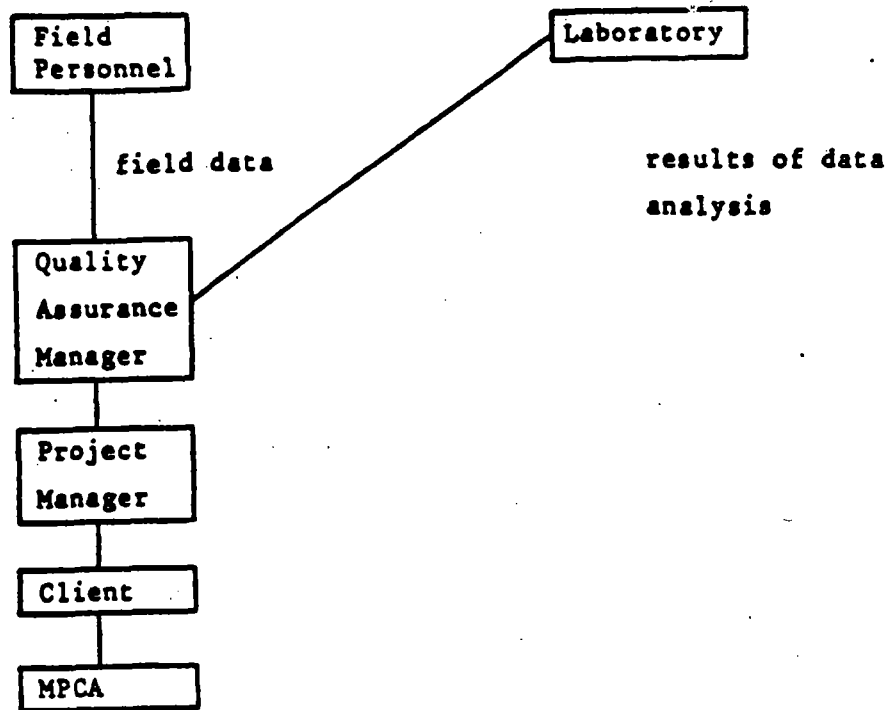 Field
Personnel
Laboratory
field data
results of data
analysis
Quality
Assurance
Manager
Project
Manager
Client
MPCA